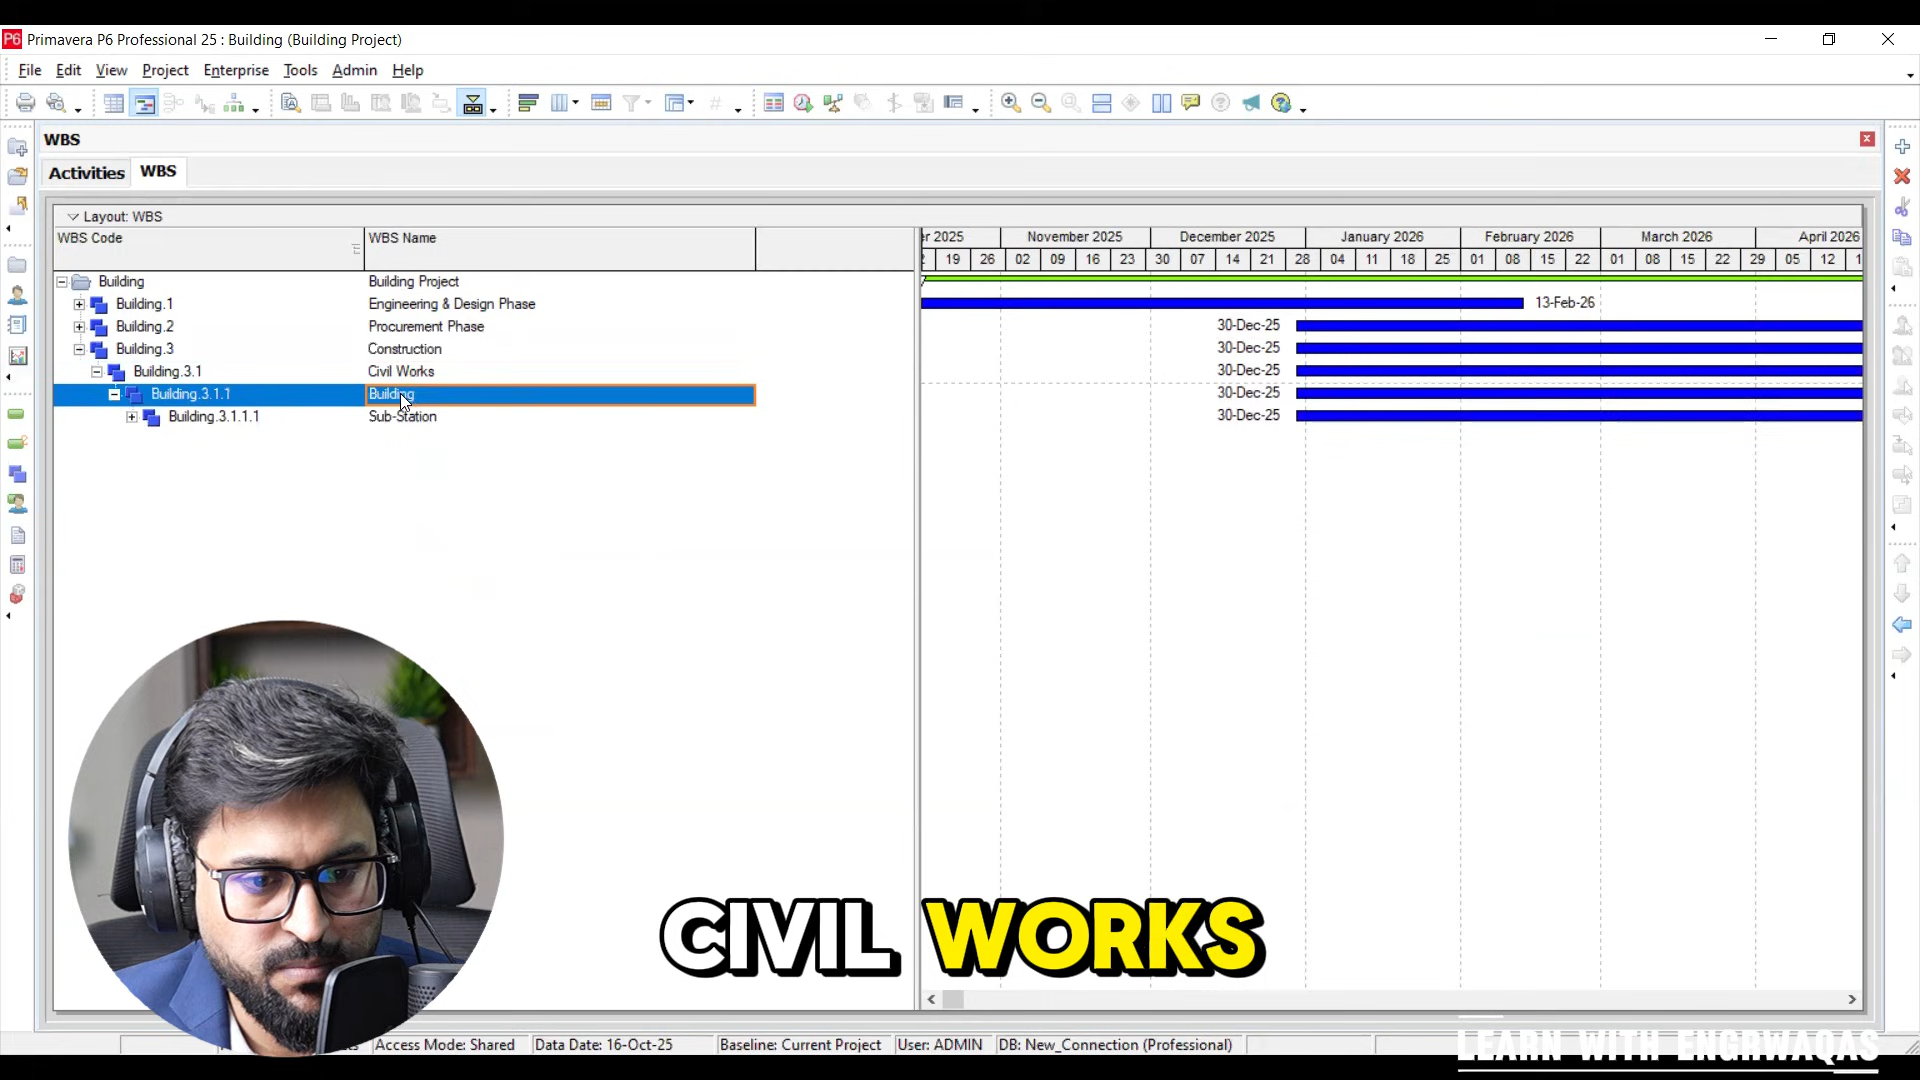 P6 Primavera P6 Professional 25 : Building (Building Project)
File Edit View Project Enterprise Tools Admin Help
WBS
Activities WBS
Layout: WBS
WBS Code WBS Name
r 2025 November 2025 December 2025 January 2026 February 2026 March 2026 April 2026
19 26 02 09 16 23 30 07 14 21 28 04 11 18 25 01 08 15 22 01 08 15 22 29 05 12 1
Building Building Project
Building.1 Engineering & Design Phase 13-Feb-26
Building.2 Procurement Phase 30-Dec-25
Building.3 Construction 30-Dec-25
Building.3.1 Civil Works 30-Dec-25
Building.3.1.1 Building 30-Dec-25
Building.3.1.1.1 Sub-Station 30-Dec-25
CIVIL WORKS
Access Mode: Shared Data Date: 16-Oct-25 Baseline: Current Project User: ADMIN DB: New_Connection (Professional)
LEARN WITH ENGRWAQAS